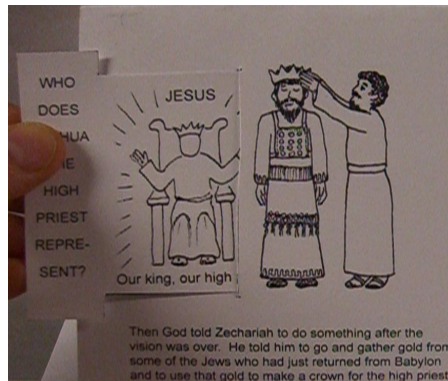 WHO
DOES
HUA
HE
HIGH
PRIEST
REPRE-
SENT?
JESUS
Our king, our high
Then God told Zechariah to do something after the
vision was over. He told him to go and gather gold from
some of the Jews who had just returned from Babylon
and to use that gold to make a crown for the high priest